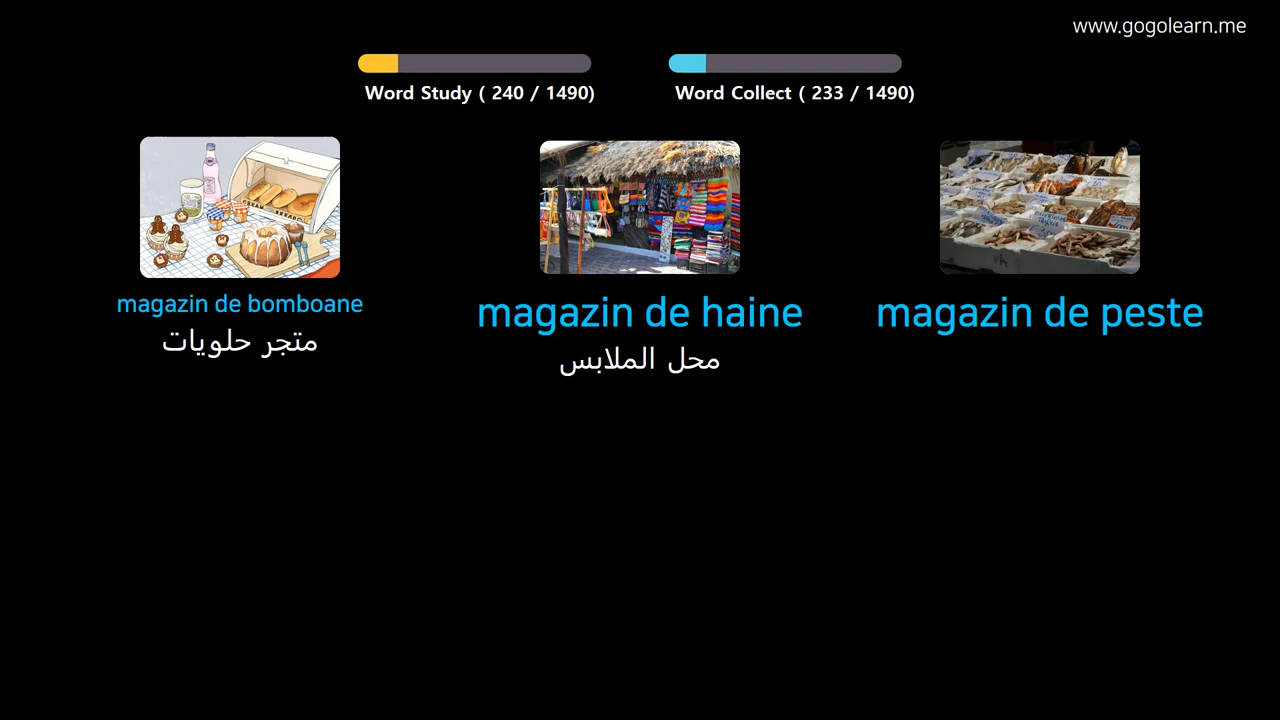 www.gogolearn.me
Word Study ( 240 / 1490)
Word Collect ( 233 / 1490)
magazin de bomboane
متجر حلويات
magazin de haine
محل الملابس
magazin de peste